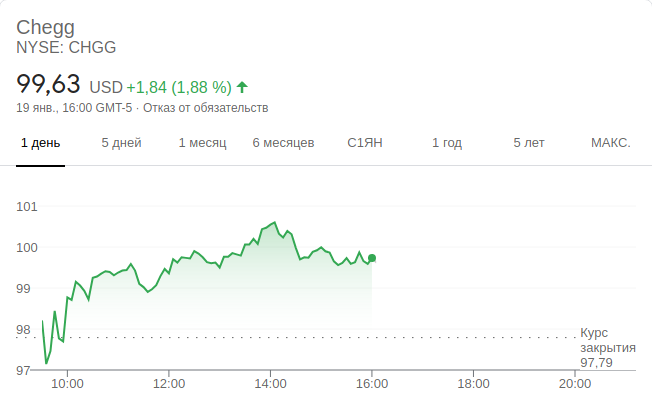 Chegg
NYSE: CHGG
99,63 USD +1,84 (1,88 %)
19 янв., 16:00 GMT-5 · Отказ от обязательств
1 день 5 дней 1 месяц 6 месяцев С1ЯН 1 год 5 лет МАКС.
101
100
99
98
97
Курс
закрытия
97,79
10:00 12:00 14:00 16:00 18:00 20:00